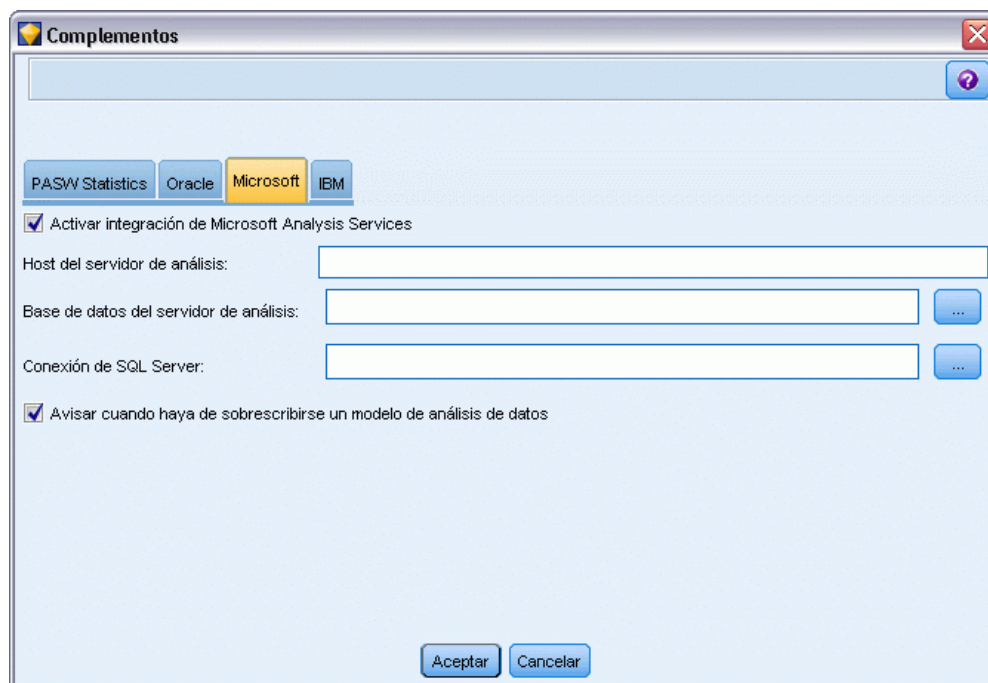 Complementos
PASW Statistics Oracle Microsoft IBM
Activar integración de Microsoft Analysis Services
Host del servidor de análisis:
Base de datos del servidor de análisis:
...
Conexión de SQL Server:
...
Avisar cuando haya de sobrescribirse un modelo de análisis de datos
Aceptar Cancelar